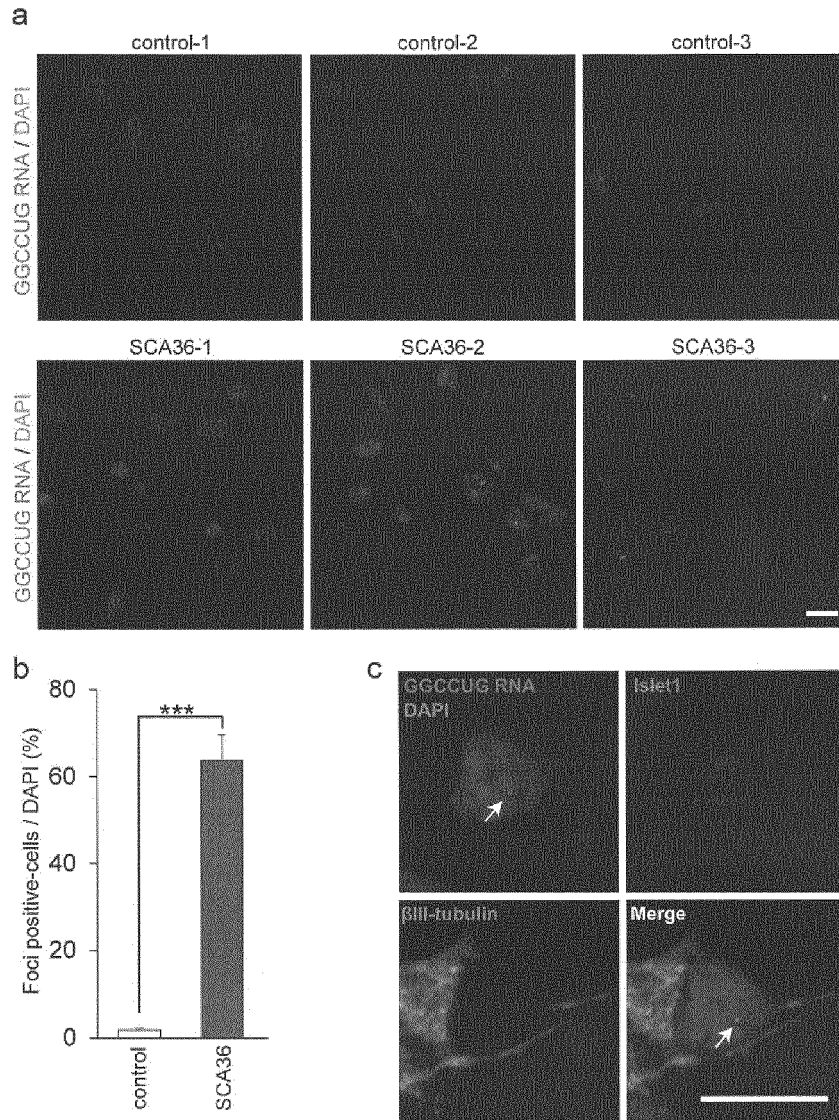 a
control-1 control-2 control-3
GGCCUG RNA / DAPI
SCA36-1 SCA36-2 SCA36-3
GGCCUG RNA / DAPI
b
Foci positive-cells / DAPI (%)
80
60
40
20
0
***
control
SCA36
c
GGCCUG RNA
DAPI
Islet1
βIII-tubulin
Merge